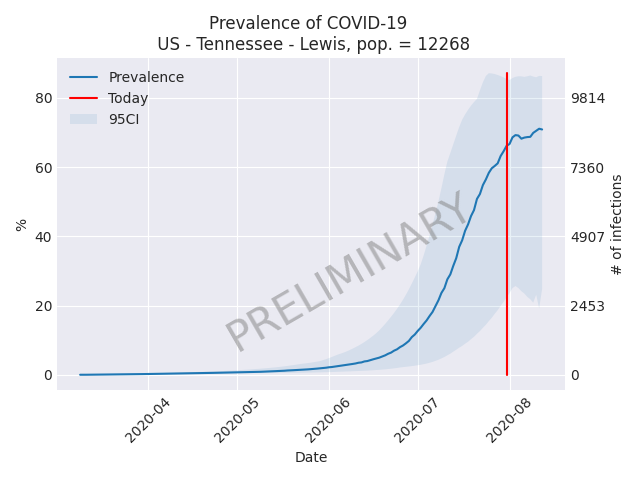 Prevalence of COVID-19
US - Tennessee - Lewis, pop. = 12268
Prevalence
Today
95CI
80
60
40
20
0
%
9814
7360
4907
2453
0
# of infections
PRELIMINARY
2020-04
2020-05
2020-06
2020-07
2020-08
Date